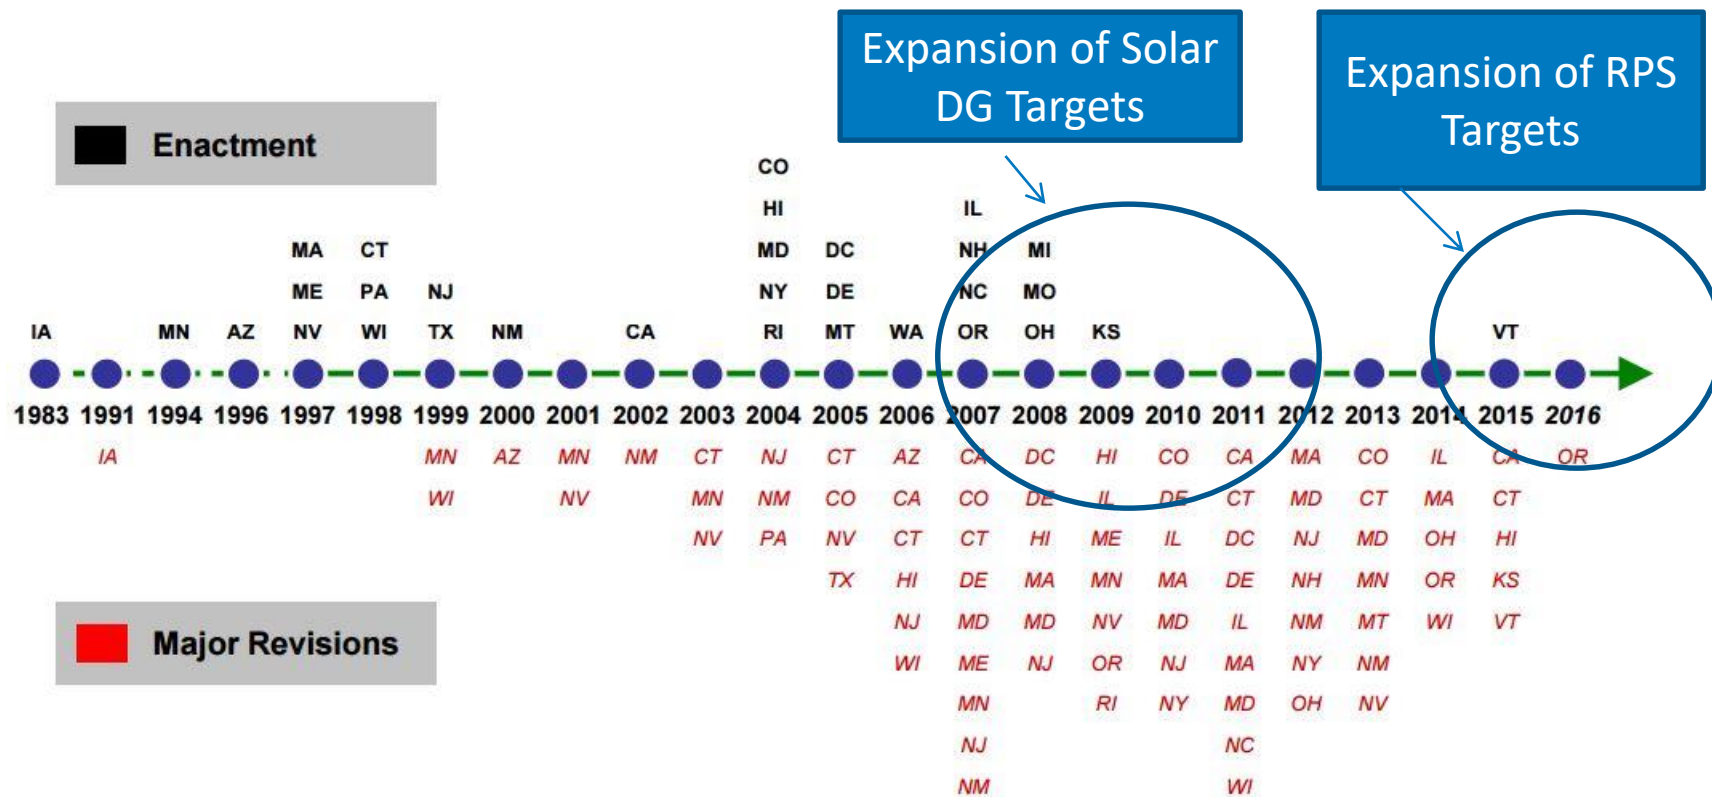 Expansion of Solar
DG Targets
Expansion of RPS
Targets
Enactment
CO
HI IL
MA CT MD DC NH MI
ME PA NJ NY DE NC MO
IA MN AZ NV WI TX NM CA RI MT WA OR OH KS VT
1983 1991 1994 1996 1997 1998 1999 2000 2001 2002 2003 2004 2005 2006 2007 2008 2009 2010 2011 2012 2013 2014 2015 2016
IA MN AZ MN NM CT NJ CT AZ CA DC HI CO CA MA CO IL CA OR
WI NV MN NM CO CA CO DE IL DE CT MD CT MA CT
NV PA NV CT CT HI ME IL DC NJ MD OH HI
TX HI DE MA MN MA DE NH MN OR KS
NJ MD MD NV MD IL NM MT WI VT
WI ME NJ OR NJ MA NY NM
MN RI NY MD OH NV
NJ NC
NM WI
Major Revisions